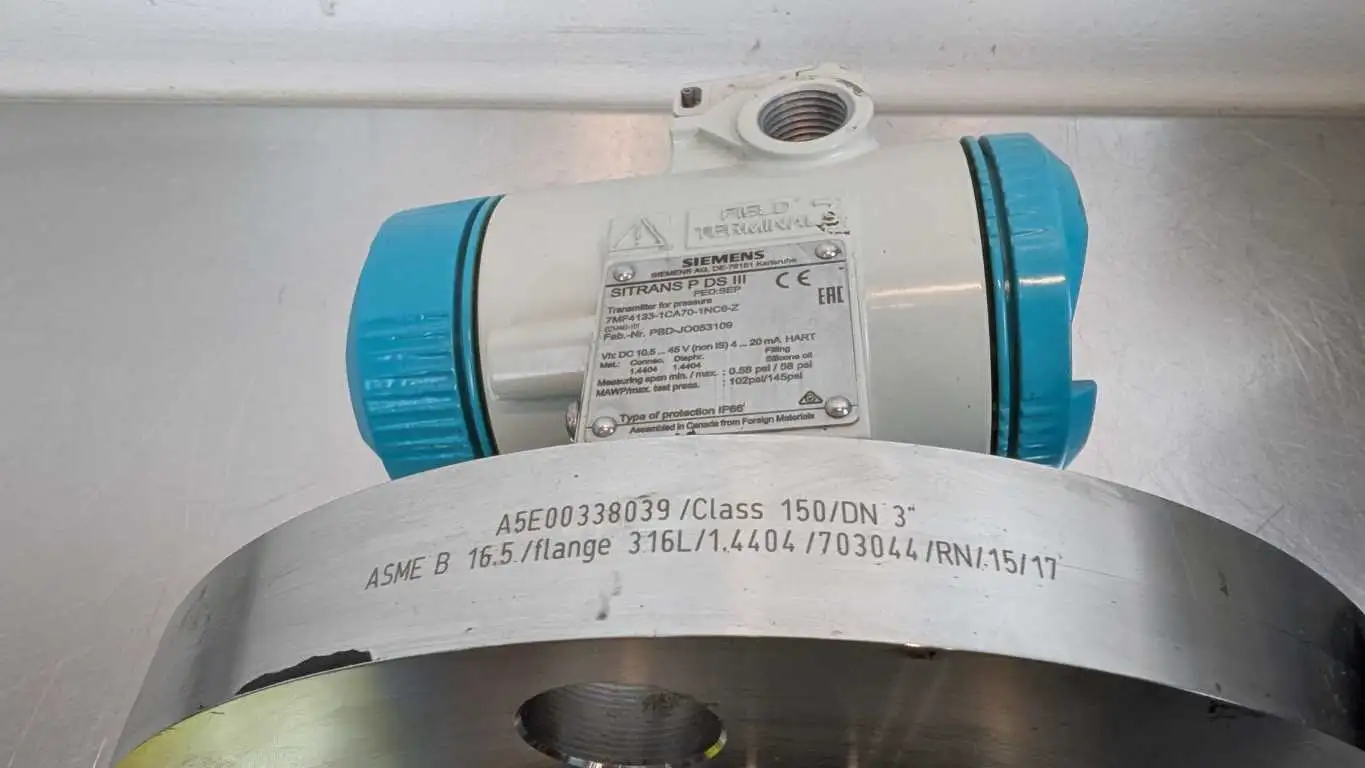 FIELD
TERMINALS
SIEMENS
SIEMENS AG, DE-76181 Karlsruhe
SITRANS P DS III
PED:SEP
CE
EAC
Transmitter for pressure
7MF4133-1CA70-1NC6-Z
Fab.-Nr. PBD-JO053109
Vh: DC 10.5 ... 45 V (non IS) 4 ... 20 mA HART
Mat.: Connec. Diaphr. Filling
1.4404 1.4404 Silicone oil
Measuring span min. / max. : 0.58 psi / 58 psi
MAWP/max. test press. : 102psi/145psi
Type of protection IP66
Assembled in Canada from Foreign Materials
A5E00338039 /Class 150/DN 3"
ASME B 16.5 /flange 316L/1.4404 /703044 /RN/.15/17